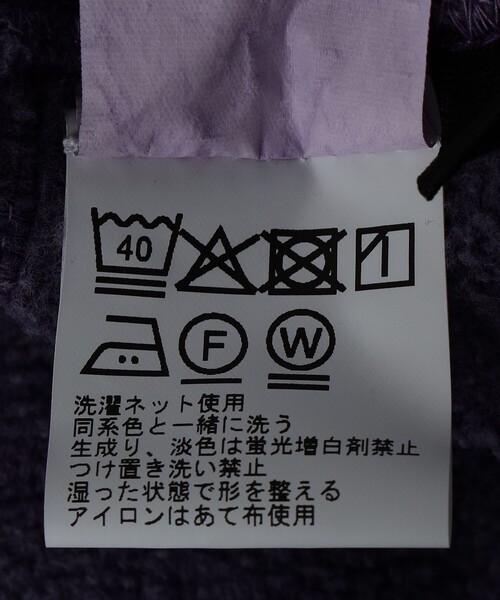 40
F W
洗濯ネット使用
同系色と一緒に洗う
生成り、淡色は蛍光増白剤禁止
つけ置き洗い禁止
湿った状態で形を整える
アイロンはあて布使用